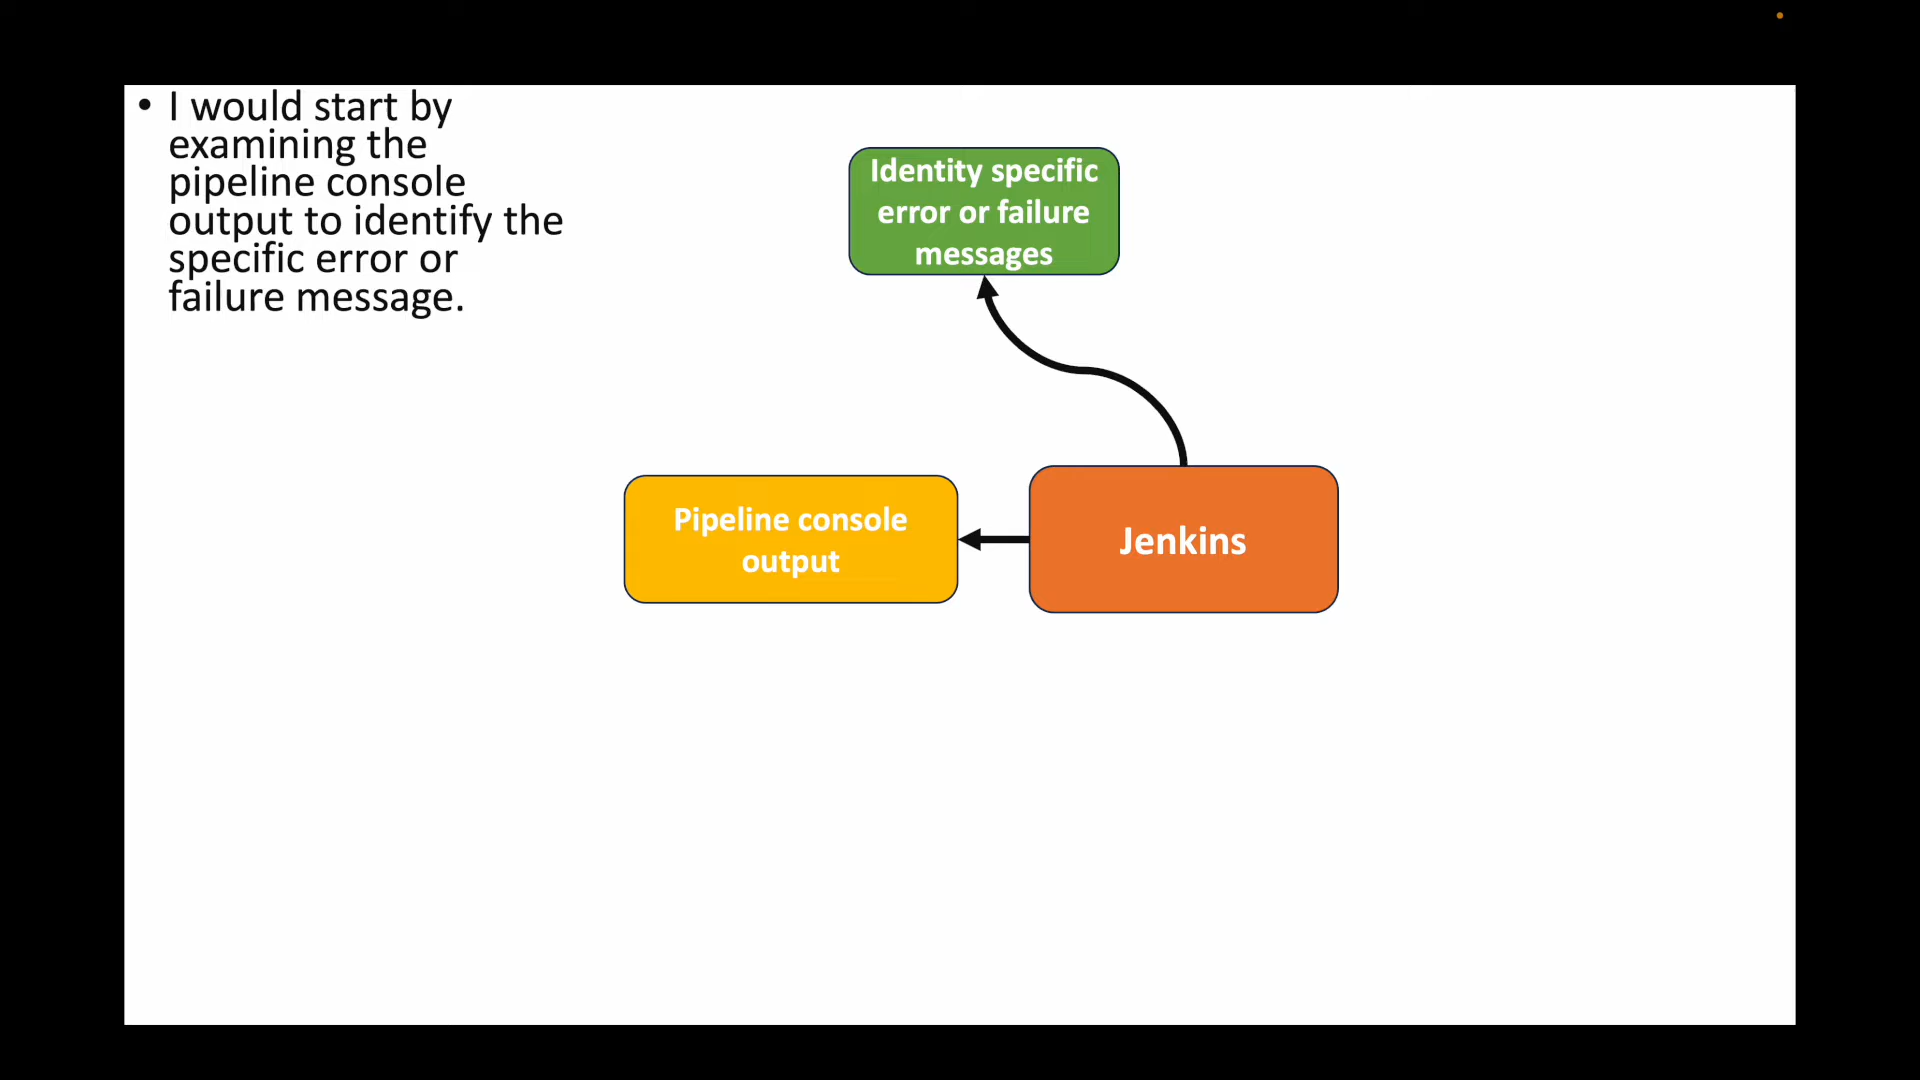 • I would start by
examining the
pipeline console
output to identify the
specific error or
failure message.
Identity specific
error or failure
messages
Pipeline console
output
Jenkins